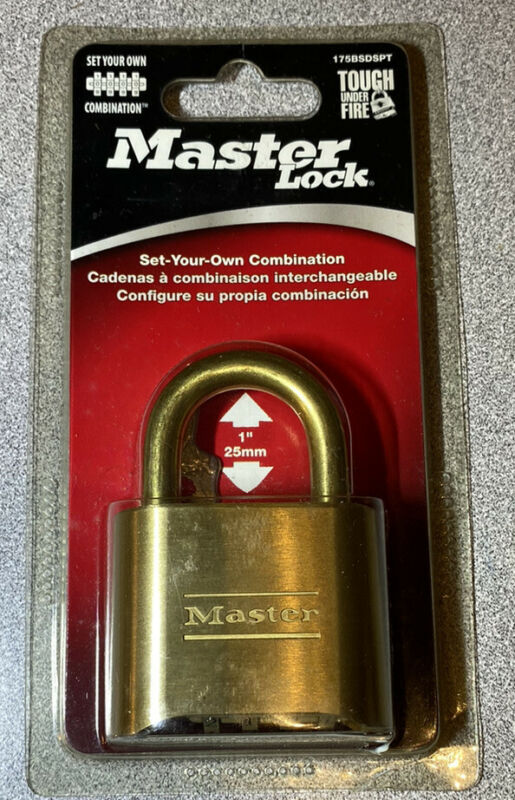 SET YOUR OWN
COMBINATION™
175BSDSPT
TOUGH
UNDER
FIRE
Master
Lock®
Set-Your-Own Combination
Cadenas à combinaison interchangeable
Configure su propia combinación
1"
25mm
Master